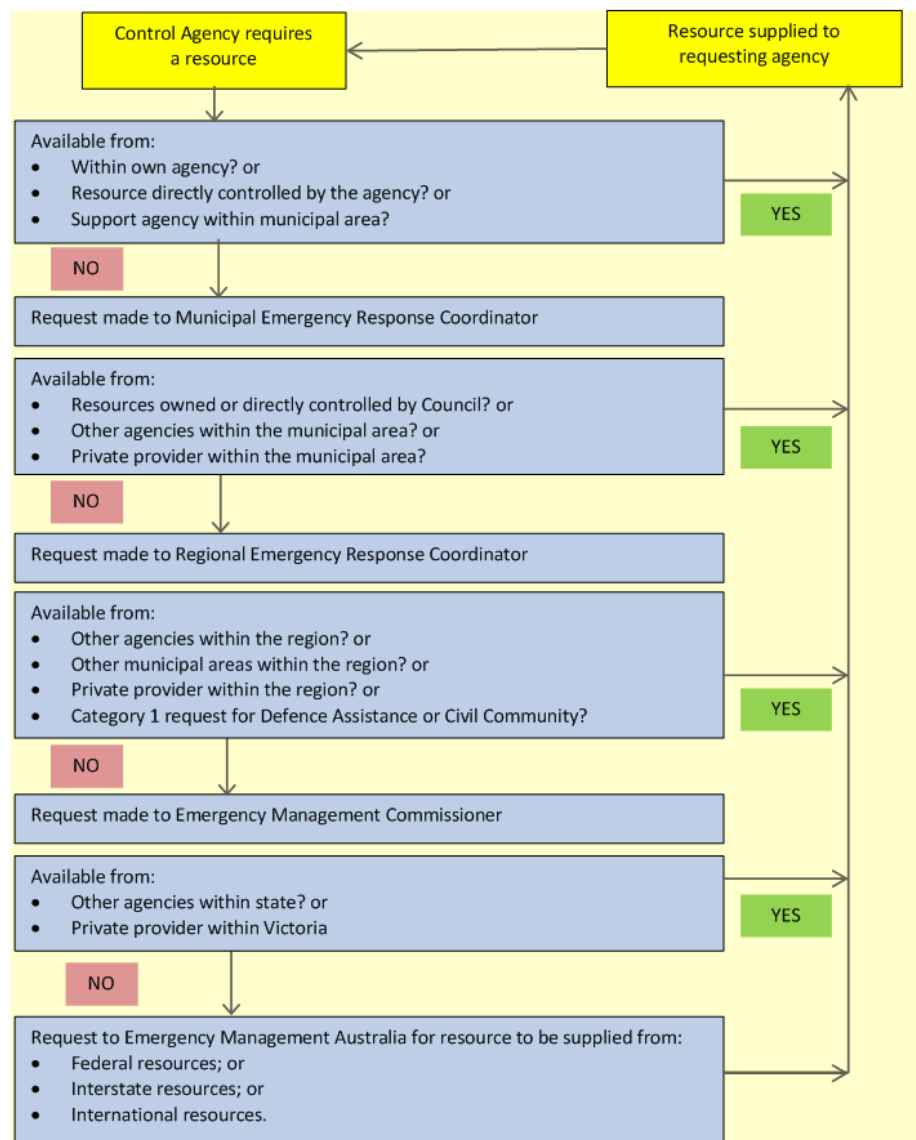 Control Agency requires
a resource
Resource supplied to
requesting agency
Available from:
• Within own agency? or
• Resource directly controlled by the agency? or
• Support agency within municipal area?
YES
NO
Request made to Municipal Emergency Response Coordinator
Available from:
• Resources owned or directly controlled by Council? or
• Other agencies within the municipal area? or
• Private provider within the municipal area?
YES
NO
Request made to Regional Emergency Response Coordinator
Available from:
• Other agencies within the region? or
• Other municipal areas within the region? or
• Private provider within the region? or
• Category 1 request for Defence Assistance or Civil Community?
YES
NO
Request made to Emergency Management Commissioner
Available from:
• Other agencies within state? or
• Private provider within Victoria
YES
NO
Request to Emergency Management Australia for resource to be supplied from:
• Federal resources; or
• Interstate resources; or
• International resources.